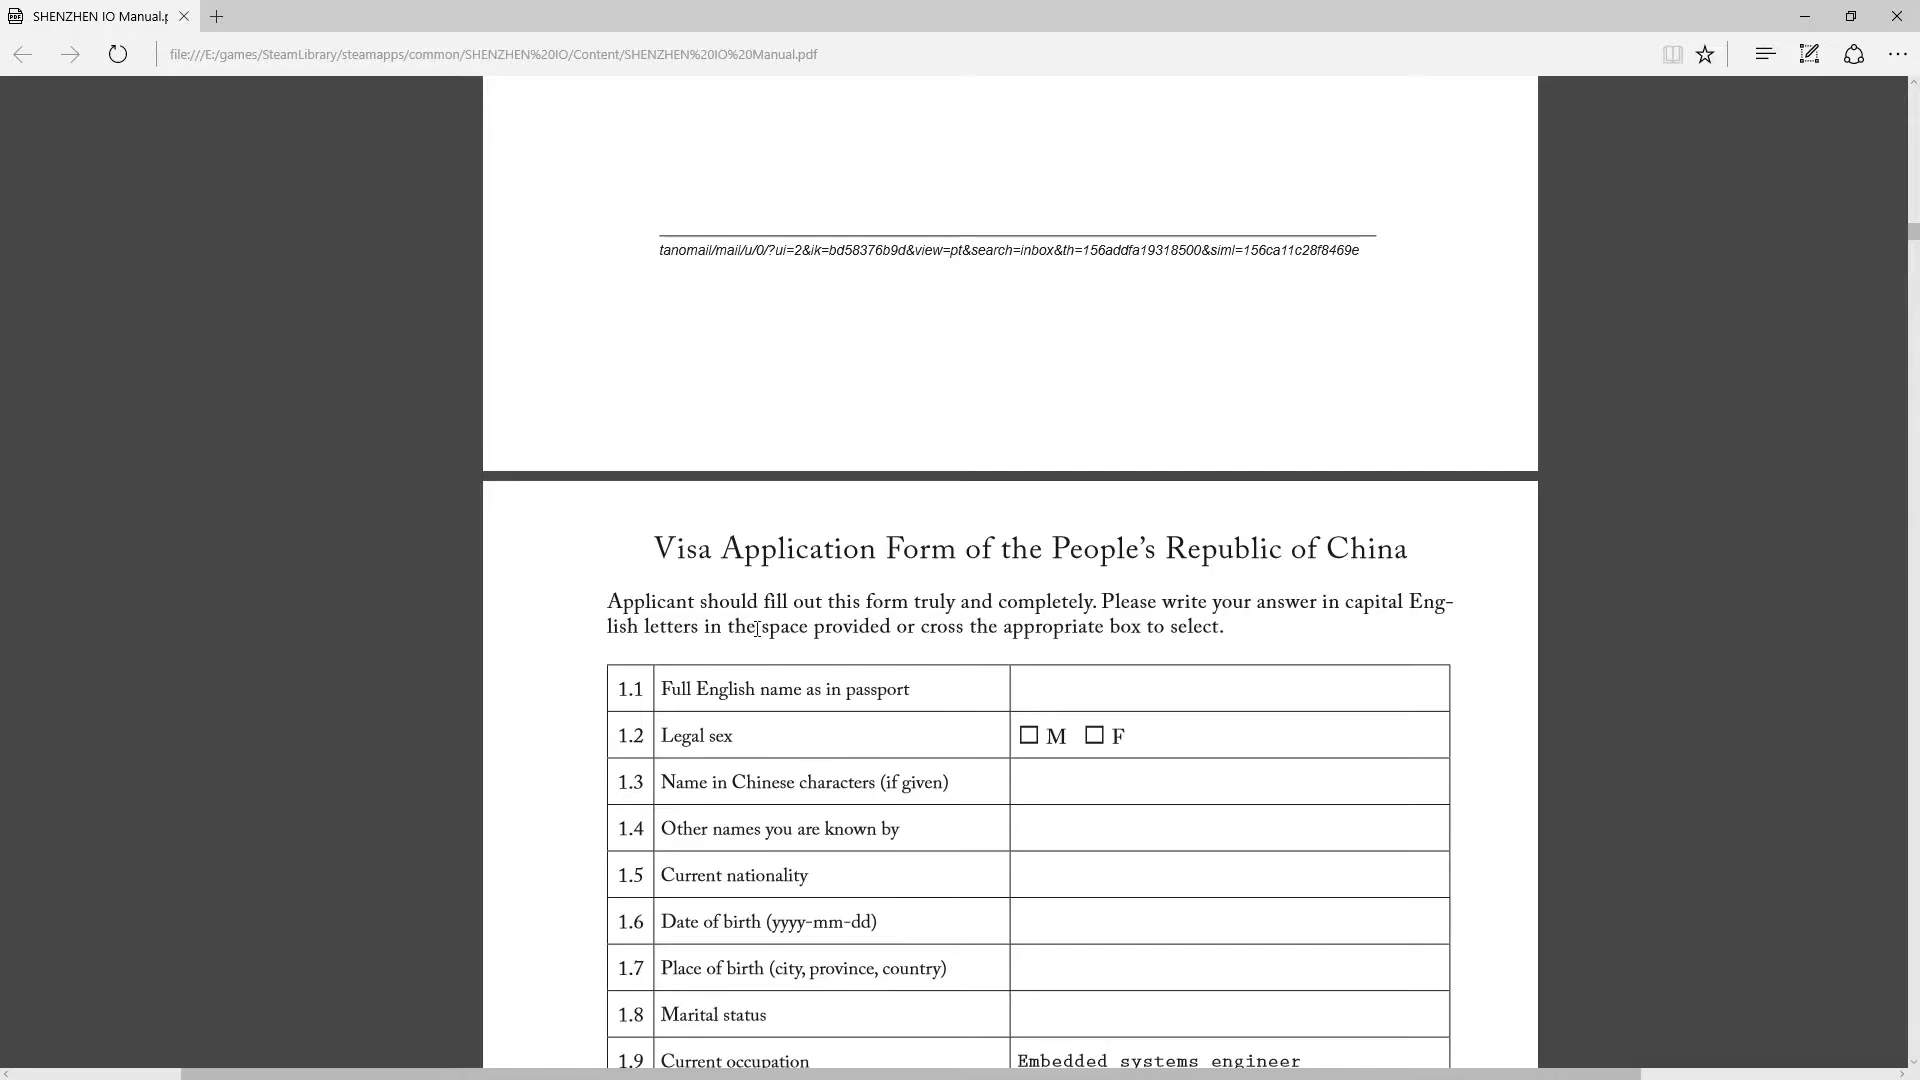 SHENZHEN IO Manual.p
file:///E:/games/SteamLibrary/steamapps/common/SHENZHEN%20IO/Content/SHENZHEN%20IO%20Manual.pdf
tanomail/mail/u/0/?ui=2&ik=bd58376b9d&view=pt&search=inbox&th=156addfa19318500&siml=156ca11c28f8469e
Visa Application Form of the People's Republic of China
Applicant should fill out this form truly and completely. Please write your answer in capital Eng-
lish letters in the space provided or cross the appropriate box to select.
1.1 Full English name as in passport
1.2 Legal sex ☐ M ☐ F
1.3 Name in Chinese characters (if given)
1.4 Other names you are known by
1.5 Current nationality
1.6 Date of birth (yyyy-mm-dd)
1.7 Place of birth (city, province, country)
1.8 Marital status
1.9 Current occupation Embedded systems engineer